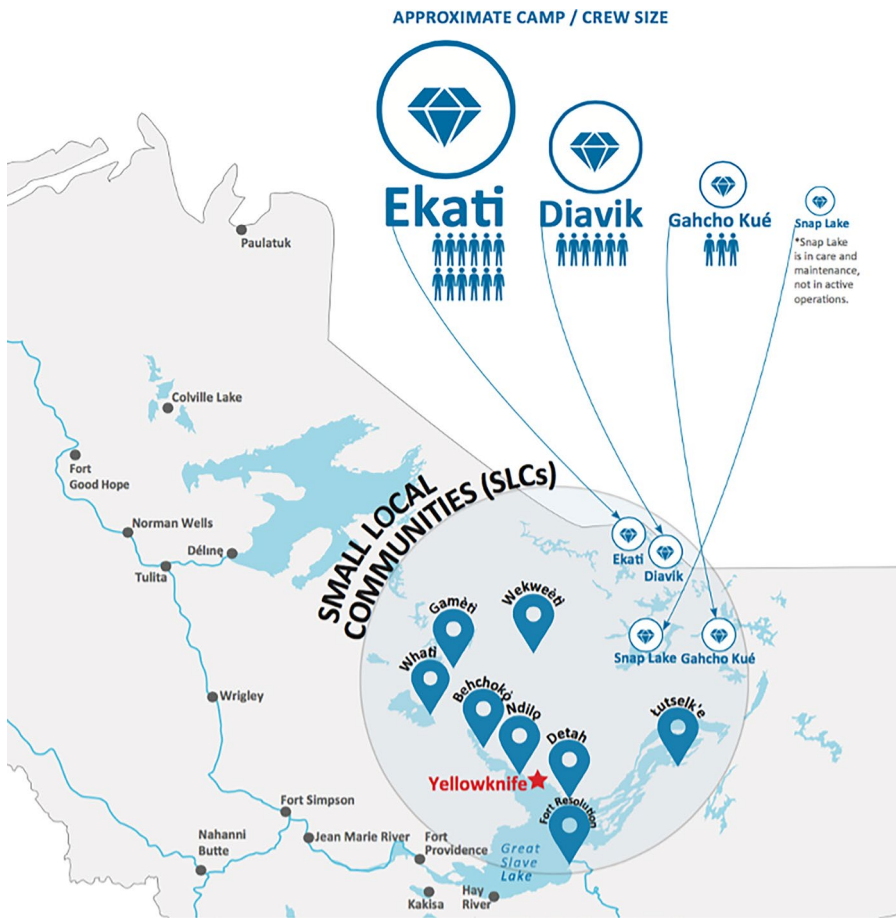 APPROXIMATE CAMP / CREW SIZE
Ekati
Diavik
Gahcho Kué
Snap Lake
*Snap Lake
is in care and
maintenance,
not in active
operations.
Paulatuk
Colville Lake
Fort
Good Hope
Norman Wells
Délįnę
Tulita
SMALL LOCAL
COMMUNITIES (SLCs)
Ekati
Diavik
Wekweètì
Gamètì
Snap Lake
Gahcho Kué
Whatì
Behchokò
Ndilǫ
Detah
Łutselk'e
Wrigley
Yellowknife
Fort Resolution
Fort Simpson
Jean Marie River
Fort
Providence
Nahanni
Butte
Great
Slave
Lake
Kakisa
Hay
River